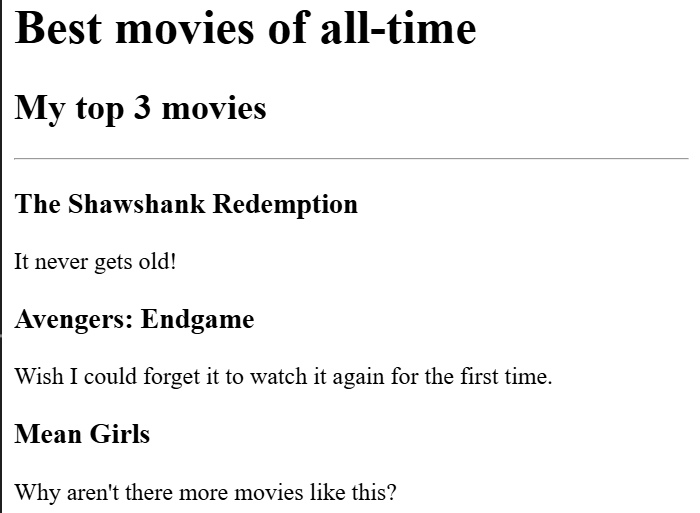 Best movies of all-time
My top 3 movies
The Shawshank Redemption
It never gets old!
Avengers: Endgame
Wish I could forget it to watch it again for the first time.
Mean Girls
Why aren't there more movies like this?